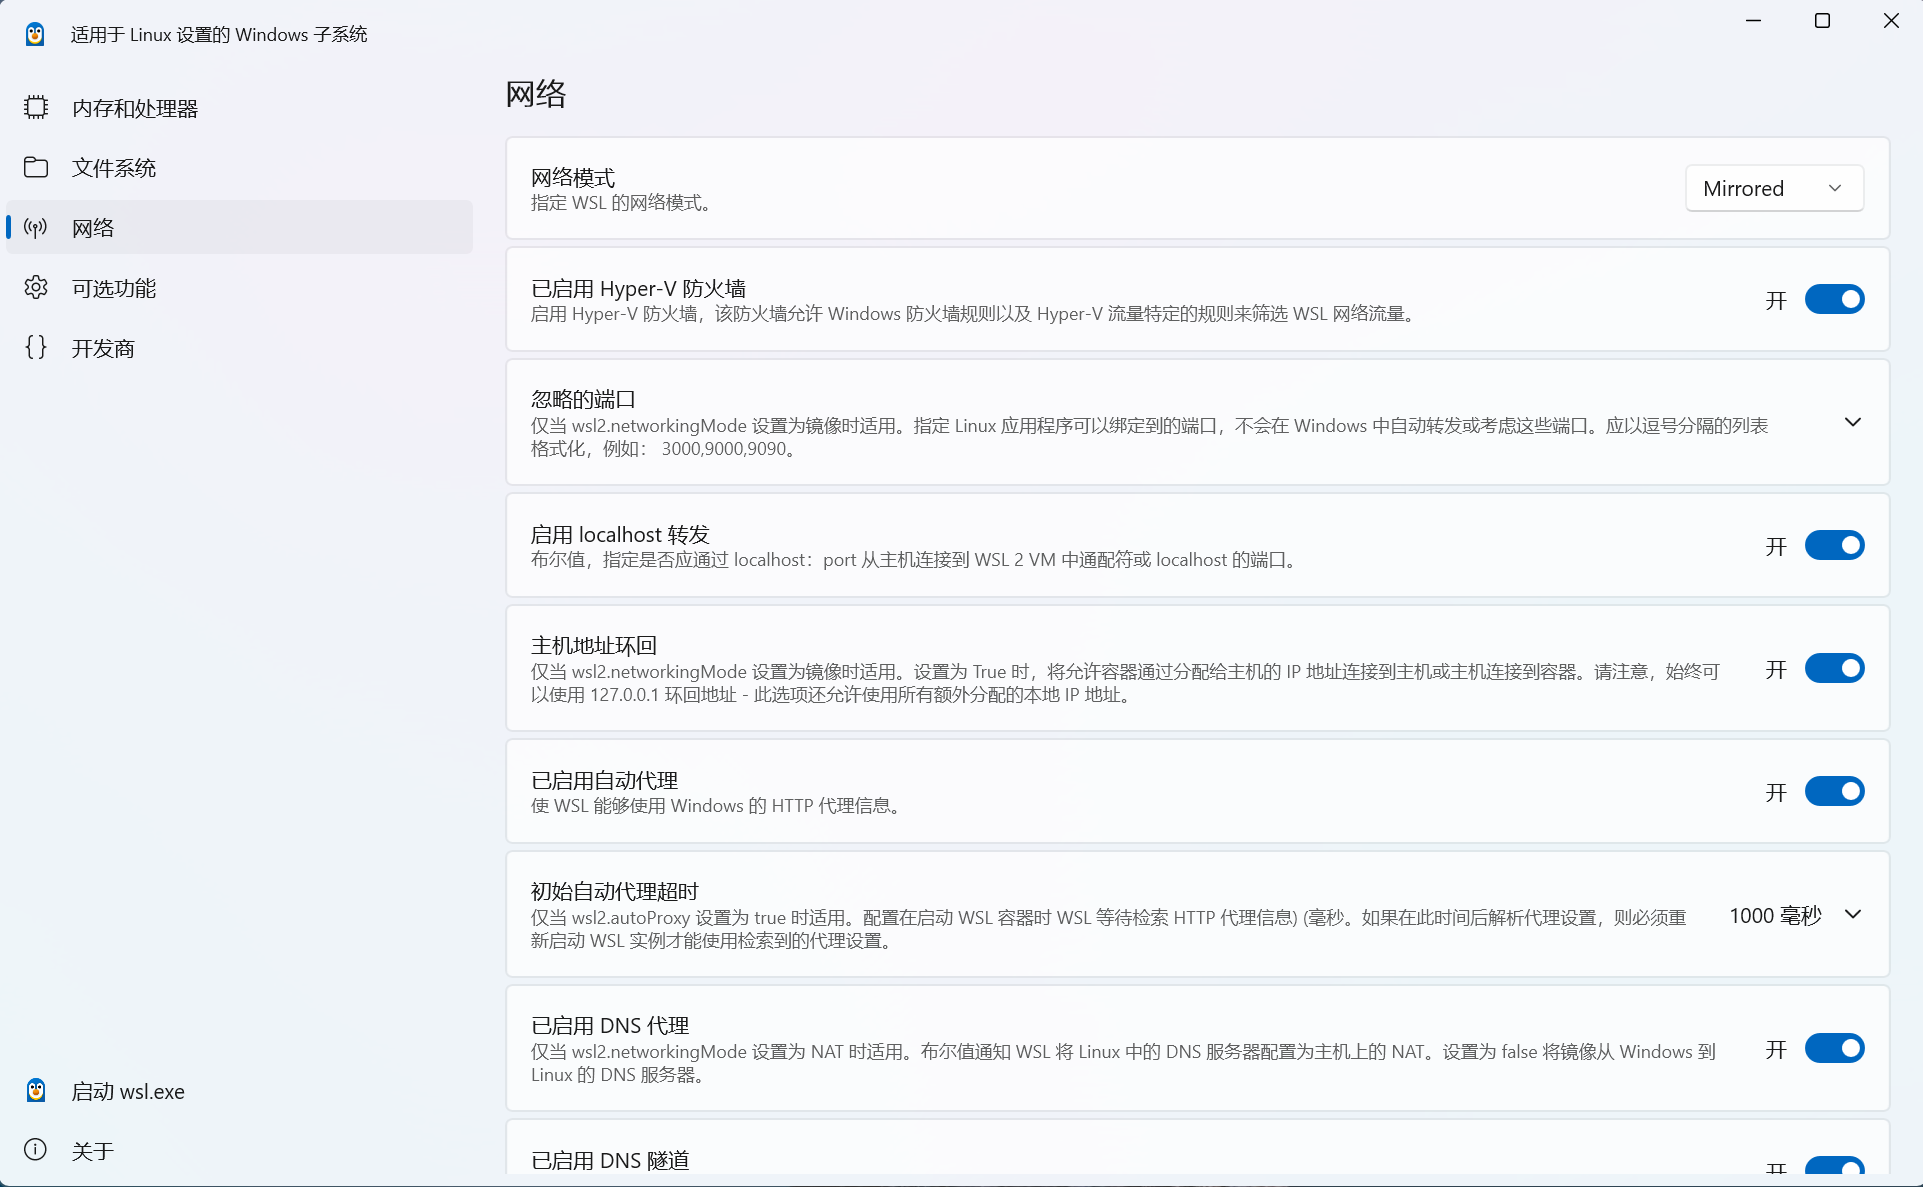 适用于 Linux 设置的 Windows 子系统
内存和处理器
文件系统
网络
可选功能
开发商
启动 wsl.exe
关于
网络
网络模式
指定 WSL 的网络模式。
Mirrored
已启用 Hyper-V 防火墙
启用 Hyper-V 防火墙，该防火墙允许 Windows 防火墙规则以及 Hyper-V 流量特定的规则来筛选 WSL 网络流量。
开
忽略的端口
仅当 wsl2.networkingMode 设置为镜像时适用。指定 Linux 应用程序可以绑定到的端口，不会在 Windows 中自动转发或考虑这些端口。应以逗号分隔的列表
格式化，例如： 3000,9000,9090。
启用 localhost 转发
布尔值，指定是否应通过 localhost：port 从主机连接到 WSL 2 VM 中通配符或 localhost 的端口。
开
主机地址环回
仅当 wsl2.networkingMode 设置为镜像时适用。设置为 True 时，将允许容器通过分配给主机的 IP 地址连接到主机或主机连接到容器。请注意，始终可
以使用 127.0.0.1 环回地址 - 此选项还允许使用所有额外分配的本地 IP 地址。
开
已启用自动代理
使 WSL 能够使用 Windows 的 HTTP 代理信息。
开
初始自动代理超时
仅当 wsl2.autoProxy 设置为 true 时适用。配置在启动 WSL 容器时 WSL 等待检索 HTTP 代理信息) (毫秒。如果在此时间后解析代理设置，则必须重
新启动 WSL 实例才能使用检索到的代理设置。
1000 毫秒
已启用 DNS 代理
仅当 wsl2.networkingMode 设置为 NAT 时适用。布尔值通知 WSL 将 Linux 中的 DNS 服务器配置为主机上的 NAT。设置为 false 将镜像从 Windows 到
Linux 的 DNS 服务器。
开
已启用 DNS 隧道
开